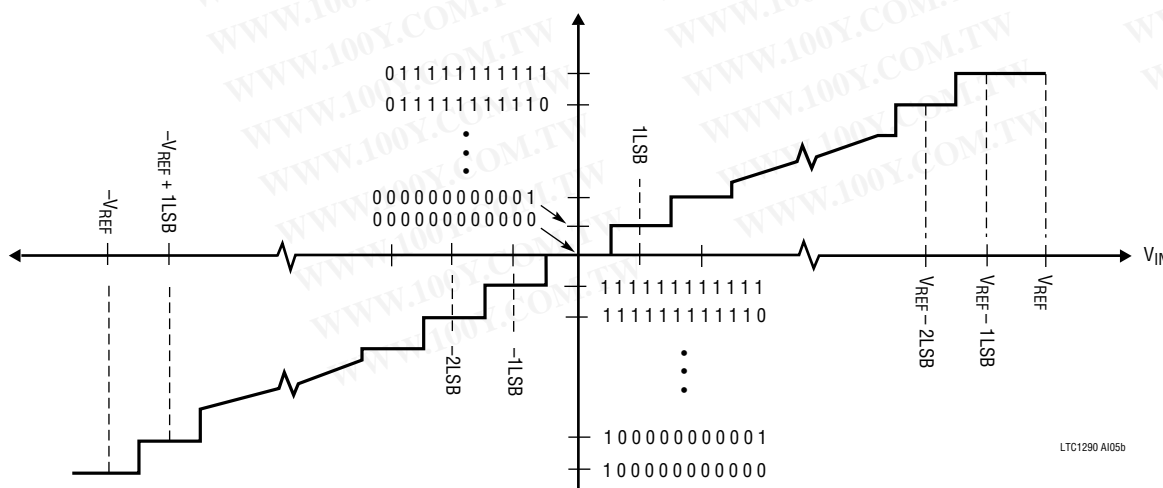 WWW.100Y.COM.TW
011111111111
011111111110
000000000001
000000000000
–VREF
–VREF + 1LSB
1LSB
VIN
–2LSB
–1LSB
111111111111
111111111110
100000000001
100000000000
VREF – 2LSB
VREF – 1LSB
VREF
LTC1290 AI05b